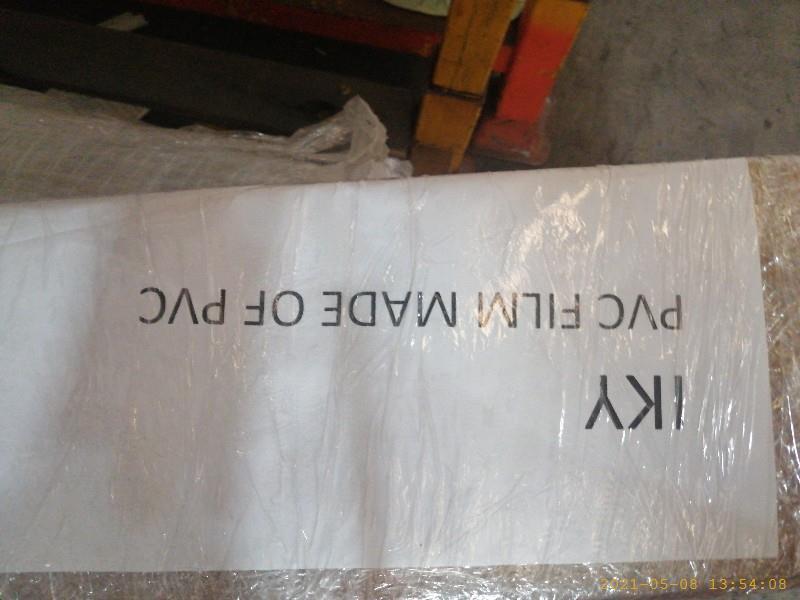 IKY
PVC FILM MADE OF PVC
2021-05-08 13:54:08